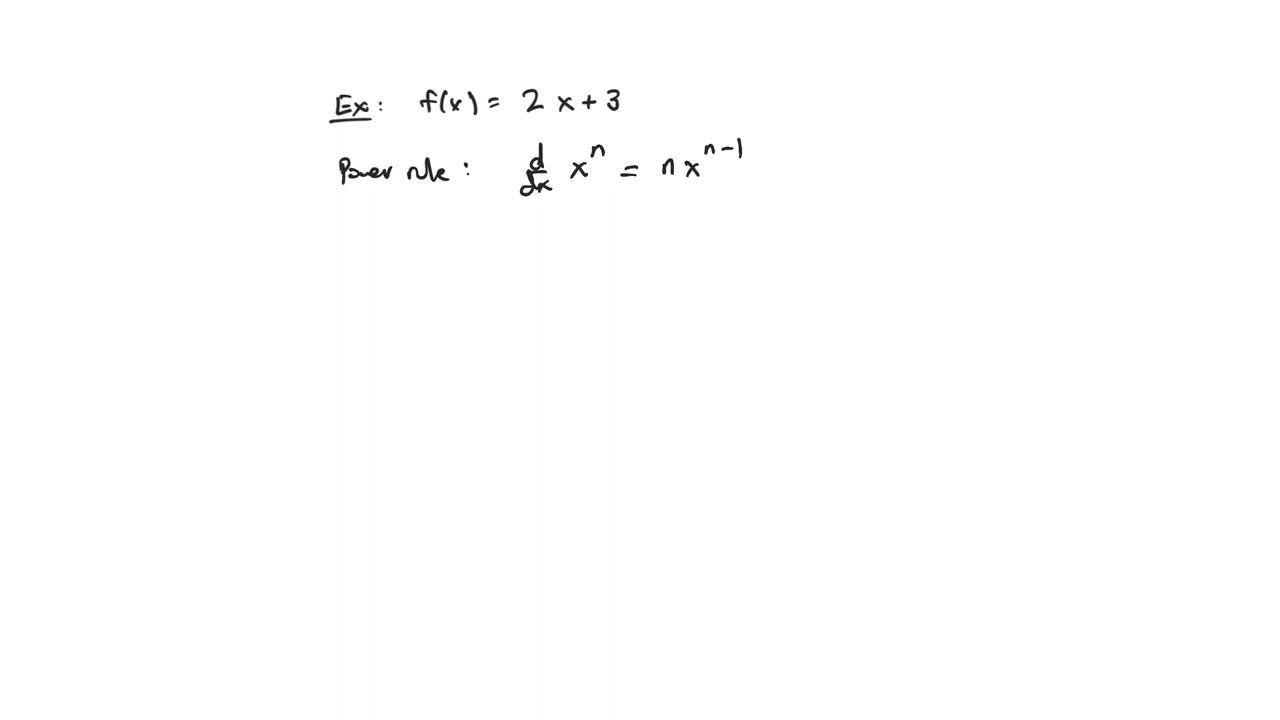 Ex: f(x) = 2x + 3
Power rule: d/dx x^n = n x^{n-1}